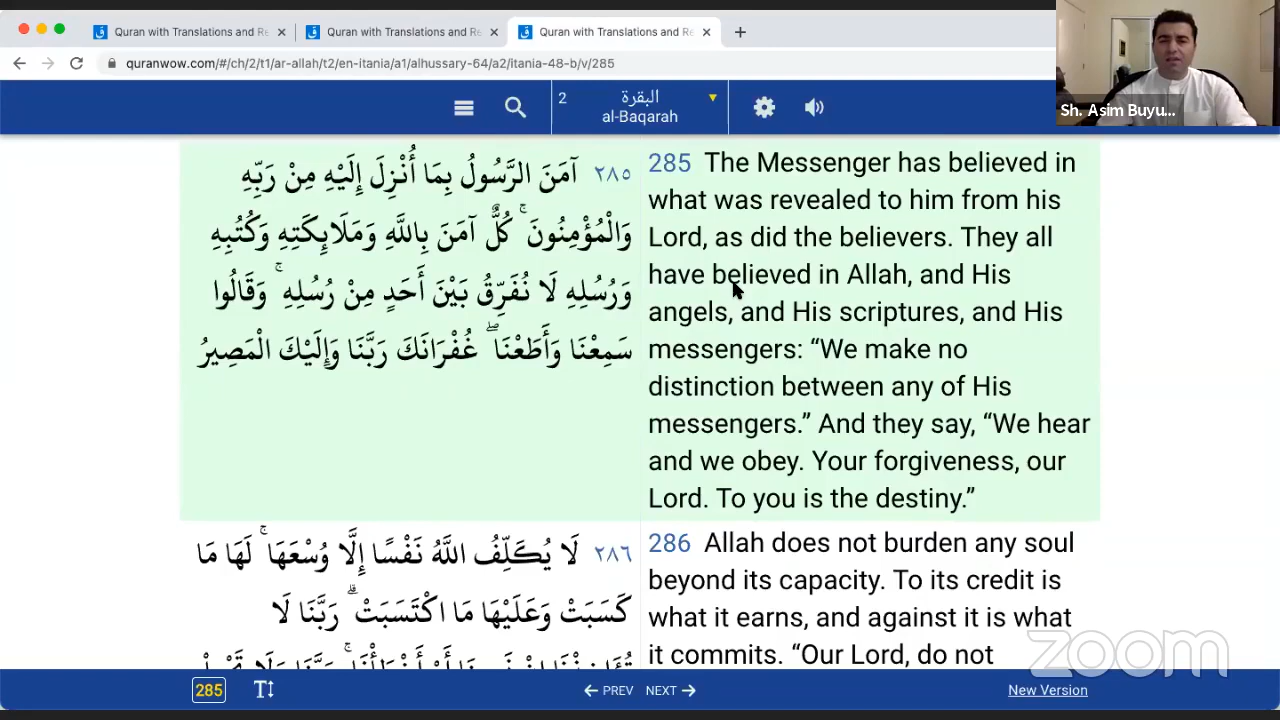 Quran with Translations and Re
Quran with Translations and Re
Quran with Translations and Re
quranwow.com/#/ch/2/t1/ar-allah/t2/en-itania/a1/alhussary-64/a2/itania-48-b/v/285
Sh. Asim Buyu...
2 البقرة
al-Baqarah
٢٨٥ آمَنَ الرَّسُولُ بِمَا أُنْزِلَ إِلَيْهِ مِنْ رَبِّهِ
وَالْمُؤْمِنُونَ ۚ كُلٌّ آمَنَ بِاللَّهِ وَمَلَائِكَتِهِ وَكُتُبِهِ
وَرُسُلِهِ لَا نُفَرِّقُ بَيْنَ أَحَدٍ مِنْ رُسُلِهِ ۚ وَقَالُوا
سَمِعْنَا وَأَطَعْنَا ۖ غُفْرَانَكَ رَبَّنَا وَإِلَيْكَ الْمَصِيرُ
285 The Messenger has believed in
what was revealed to him from his
Lord, as did the believers. They all
have believed in Allah, and His
angels, and His scriptures, and His
messengers: “We make no
distinction between any of His
messengers.” And they say, “We hear
and we obey. Your forgiveness, our
Lord. To you is the destiny.”
٢٨٦ لَا يُكَلِّفُ اللَّهُ نَفْسًا إِلَّا وُسْعَهَا ۚ لَهَا مَا
كَسَبَتْ وَعَلَيْهَا مَا اكْتَسَبَتْ ۗ رَبَّنَا لَا
286 Allah does not burden any soul
beyond its capacity. To its credit is
what it earns, and against it is what
it commits. “Our Lord, do not
zoom
285 T↕ ← PREV NEXT → New Version